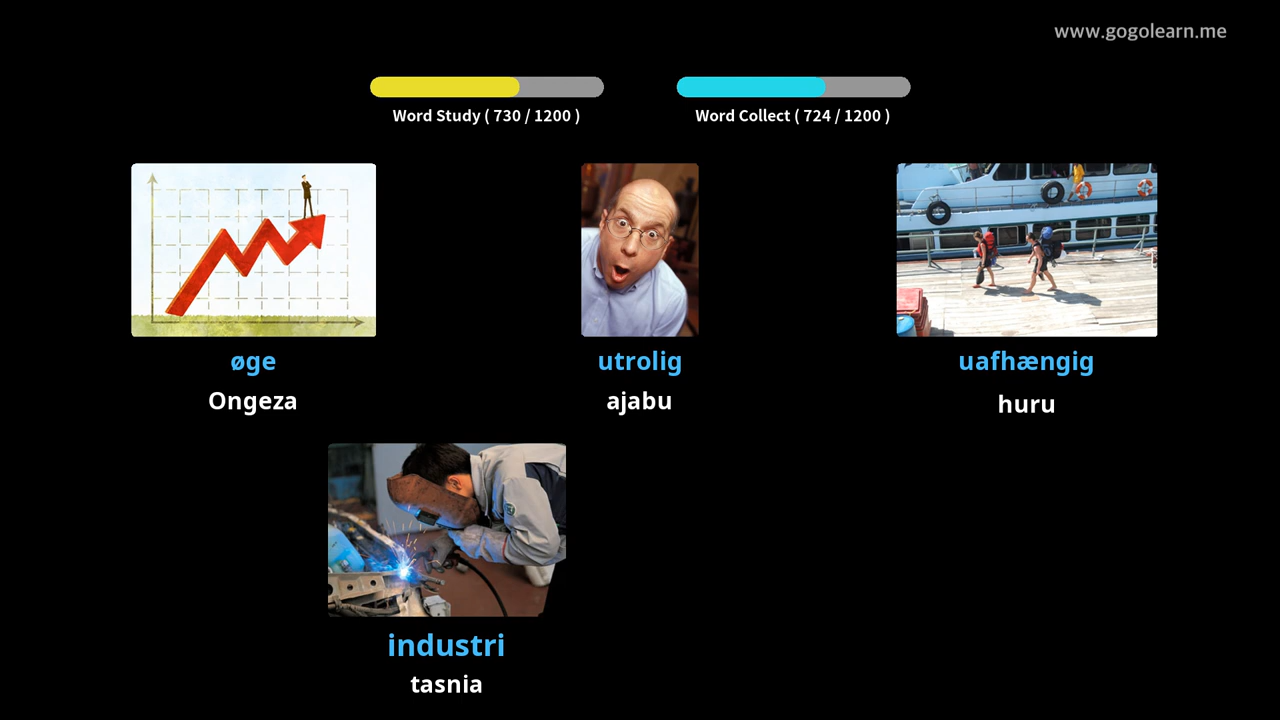 www.gogolearn.me
Word Study ( 730 / 1200 )
Word Collect ( 724 / 1200 )
øge
Ongeza
utrolig
ajabu
uafhængig
huru
industri
tasnia